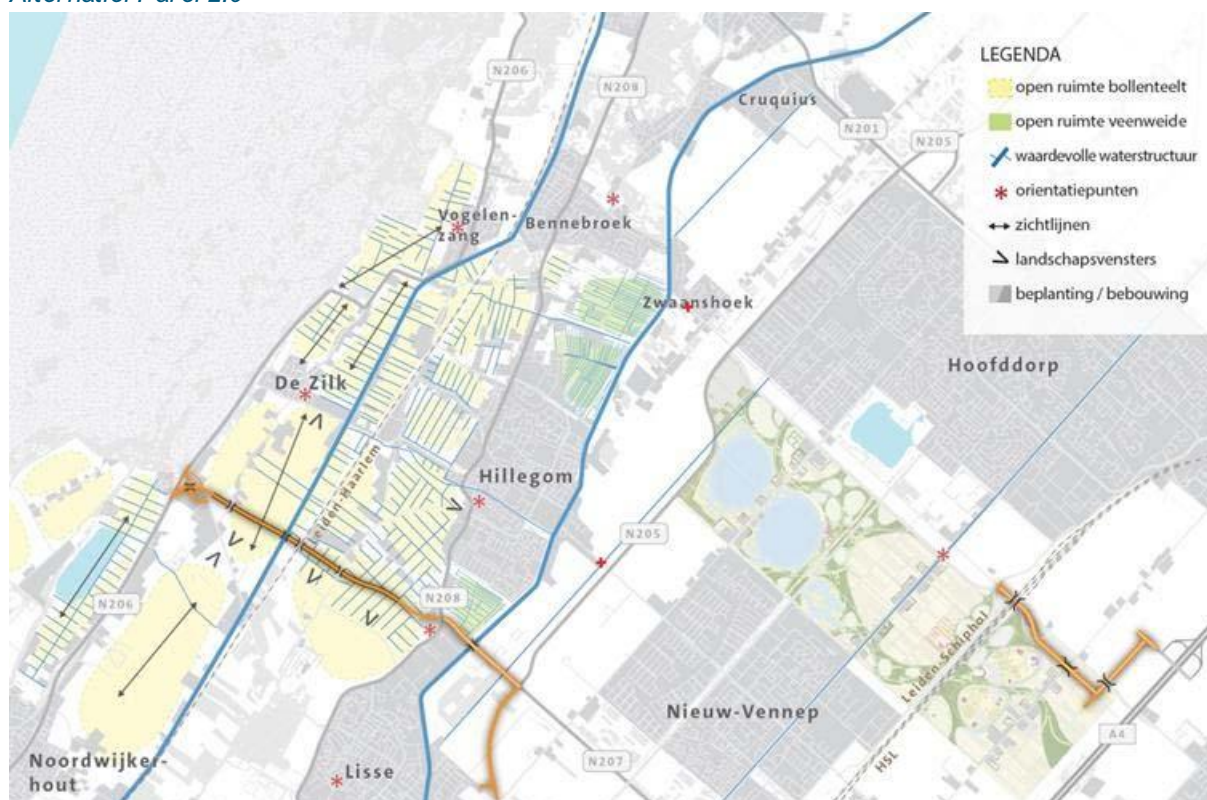 Alternatief Parel 2.0
LEGENDA
open ruimte bollenteelt
open ruimte veenweide
waardevolle waterstructuur
orientatiepunten
zichtlijnen
landschapsvensters
beplanting / bebouwing
N206
N208
Cruquius
N201
N205
Vogelen-
zang
Bennebroek
Zwaanshoek
Hoofddorp
De Zilk
Leiden-Haarlem
Hillegom
N205
N206
N208
Leiden-Schiphol
Nieuw-Vennep
A4
HSL
N207
Noordwijker-
hout
Lisse